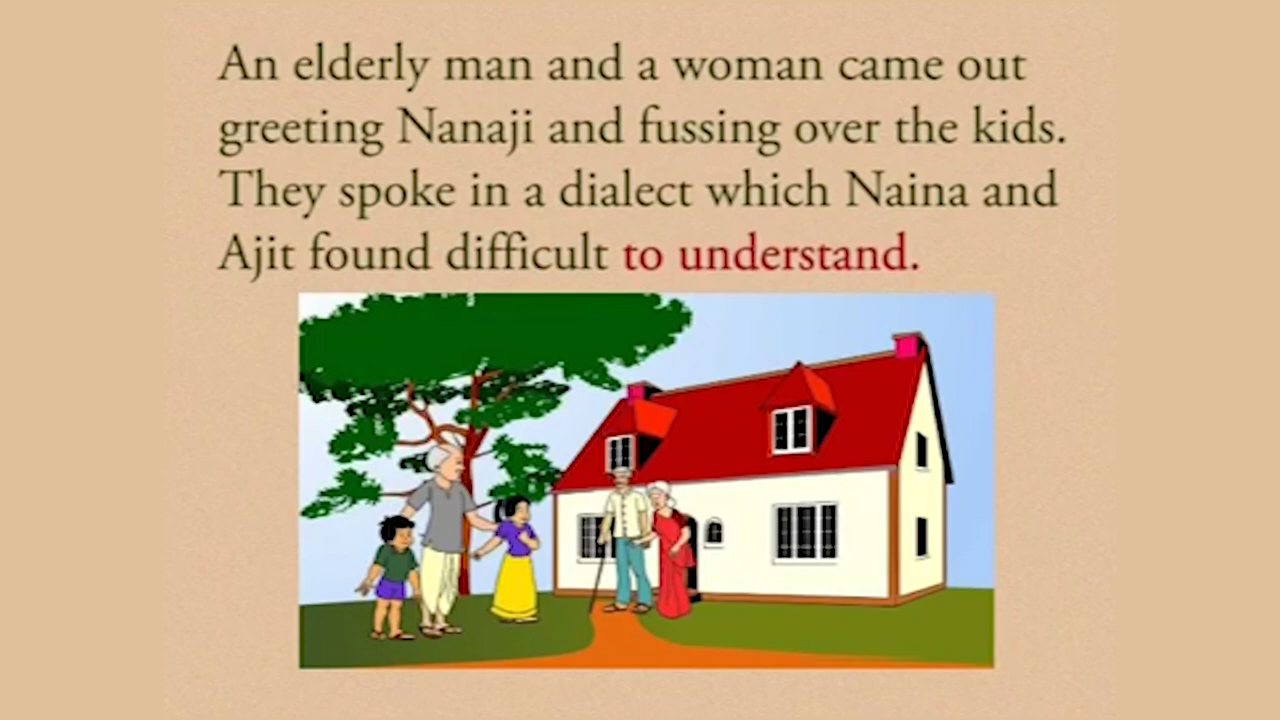 An elderly man and a woman came out
greeting Nanaji and fussing over the kids.
They spoke in a dialect which Naina and
Ajit found difficult to understand.